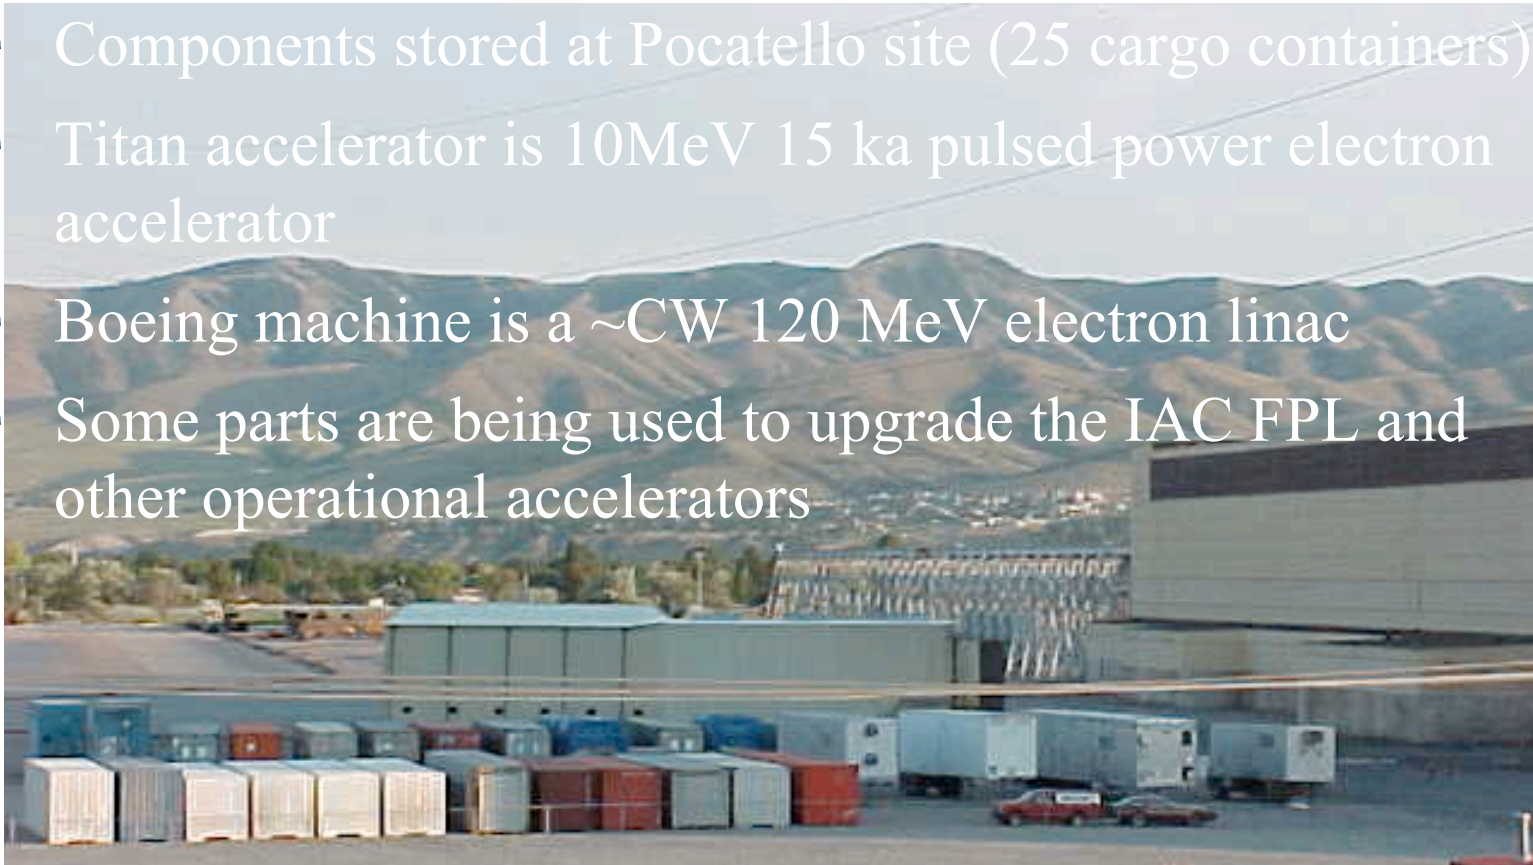 Components stored at Pocatello site (25 cargo containers)
Titan accelerator is 10MeV 15 ka pulsed power electron
accelerator
Boeing machine is a ~CW 120 MeV electron linac
Some parts are being used to upgrade the IAC FPL and
other operational accelerators